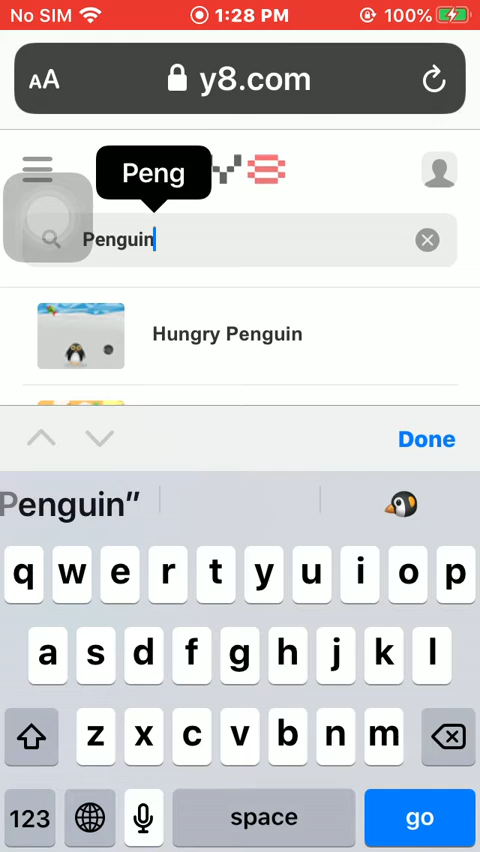 No SIM 1:28 PM 100%
AA y8.com
Peng
Penguin
Hungry Penguin
Done
Penguin”
q w e r t y u i o p
a s d f g h j k l
z x c v b n m
123 space go